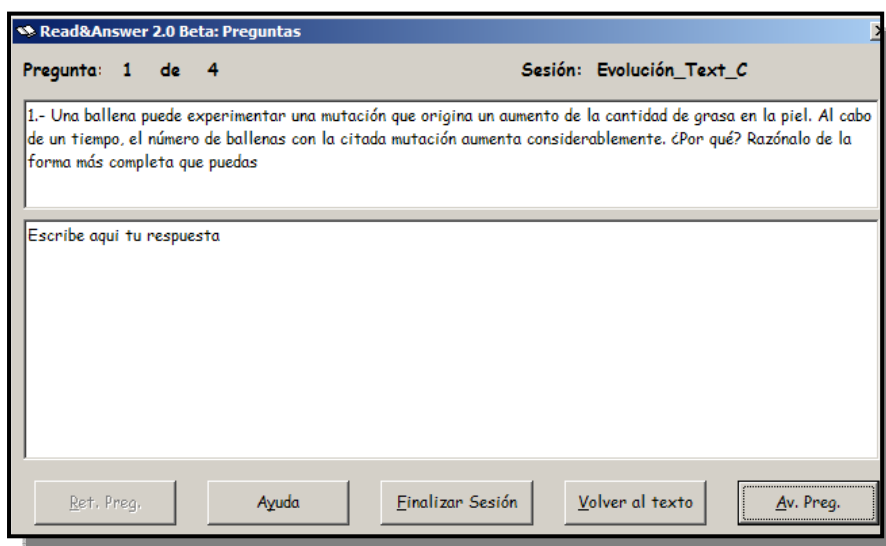 Read&Answer 2.0 Beta: Preguntas
Pregunta: 1 de 4 Sesión: Evolución_Text_C
1.- Una ballena puede experimentar una mutación que origina un aumento de la cantidad de grasa en la piel. Al cabo
de un tiempo, el número de ballenas con la citada mutación aumenta considerablemente. ¿Por qué? Razónalo de la
forma más completa que puedas
Escribe aqui tu respuesta
Ret. Preg. Ayuda Finalizar Sesión Volver al texto Av. Preg.